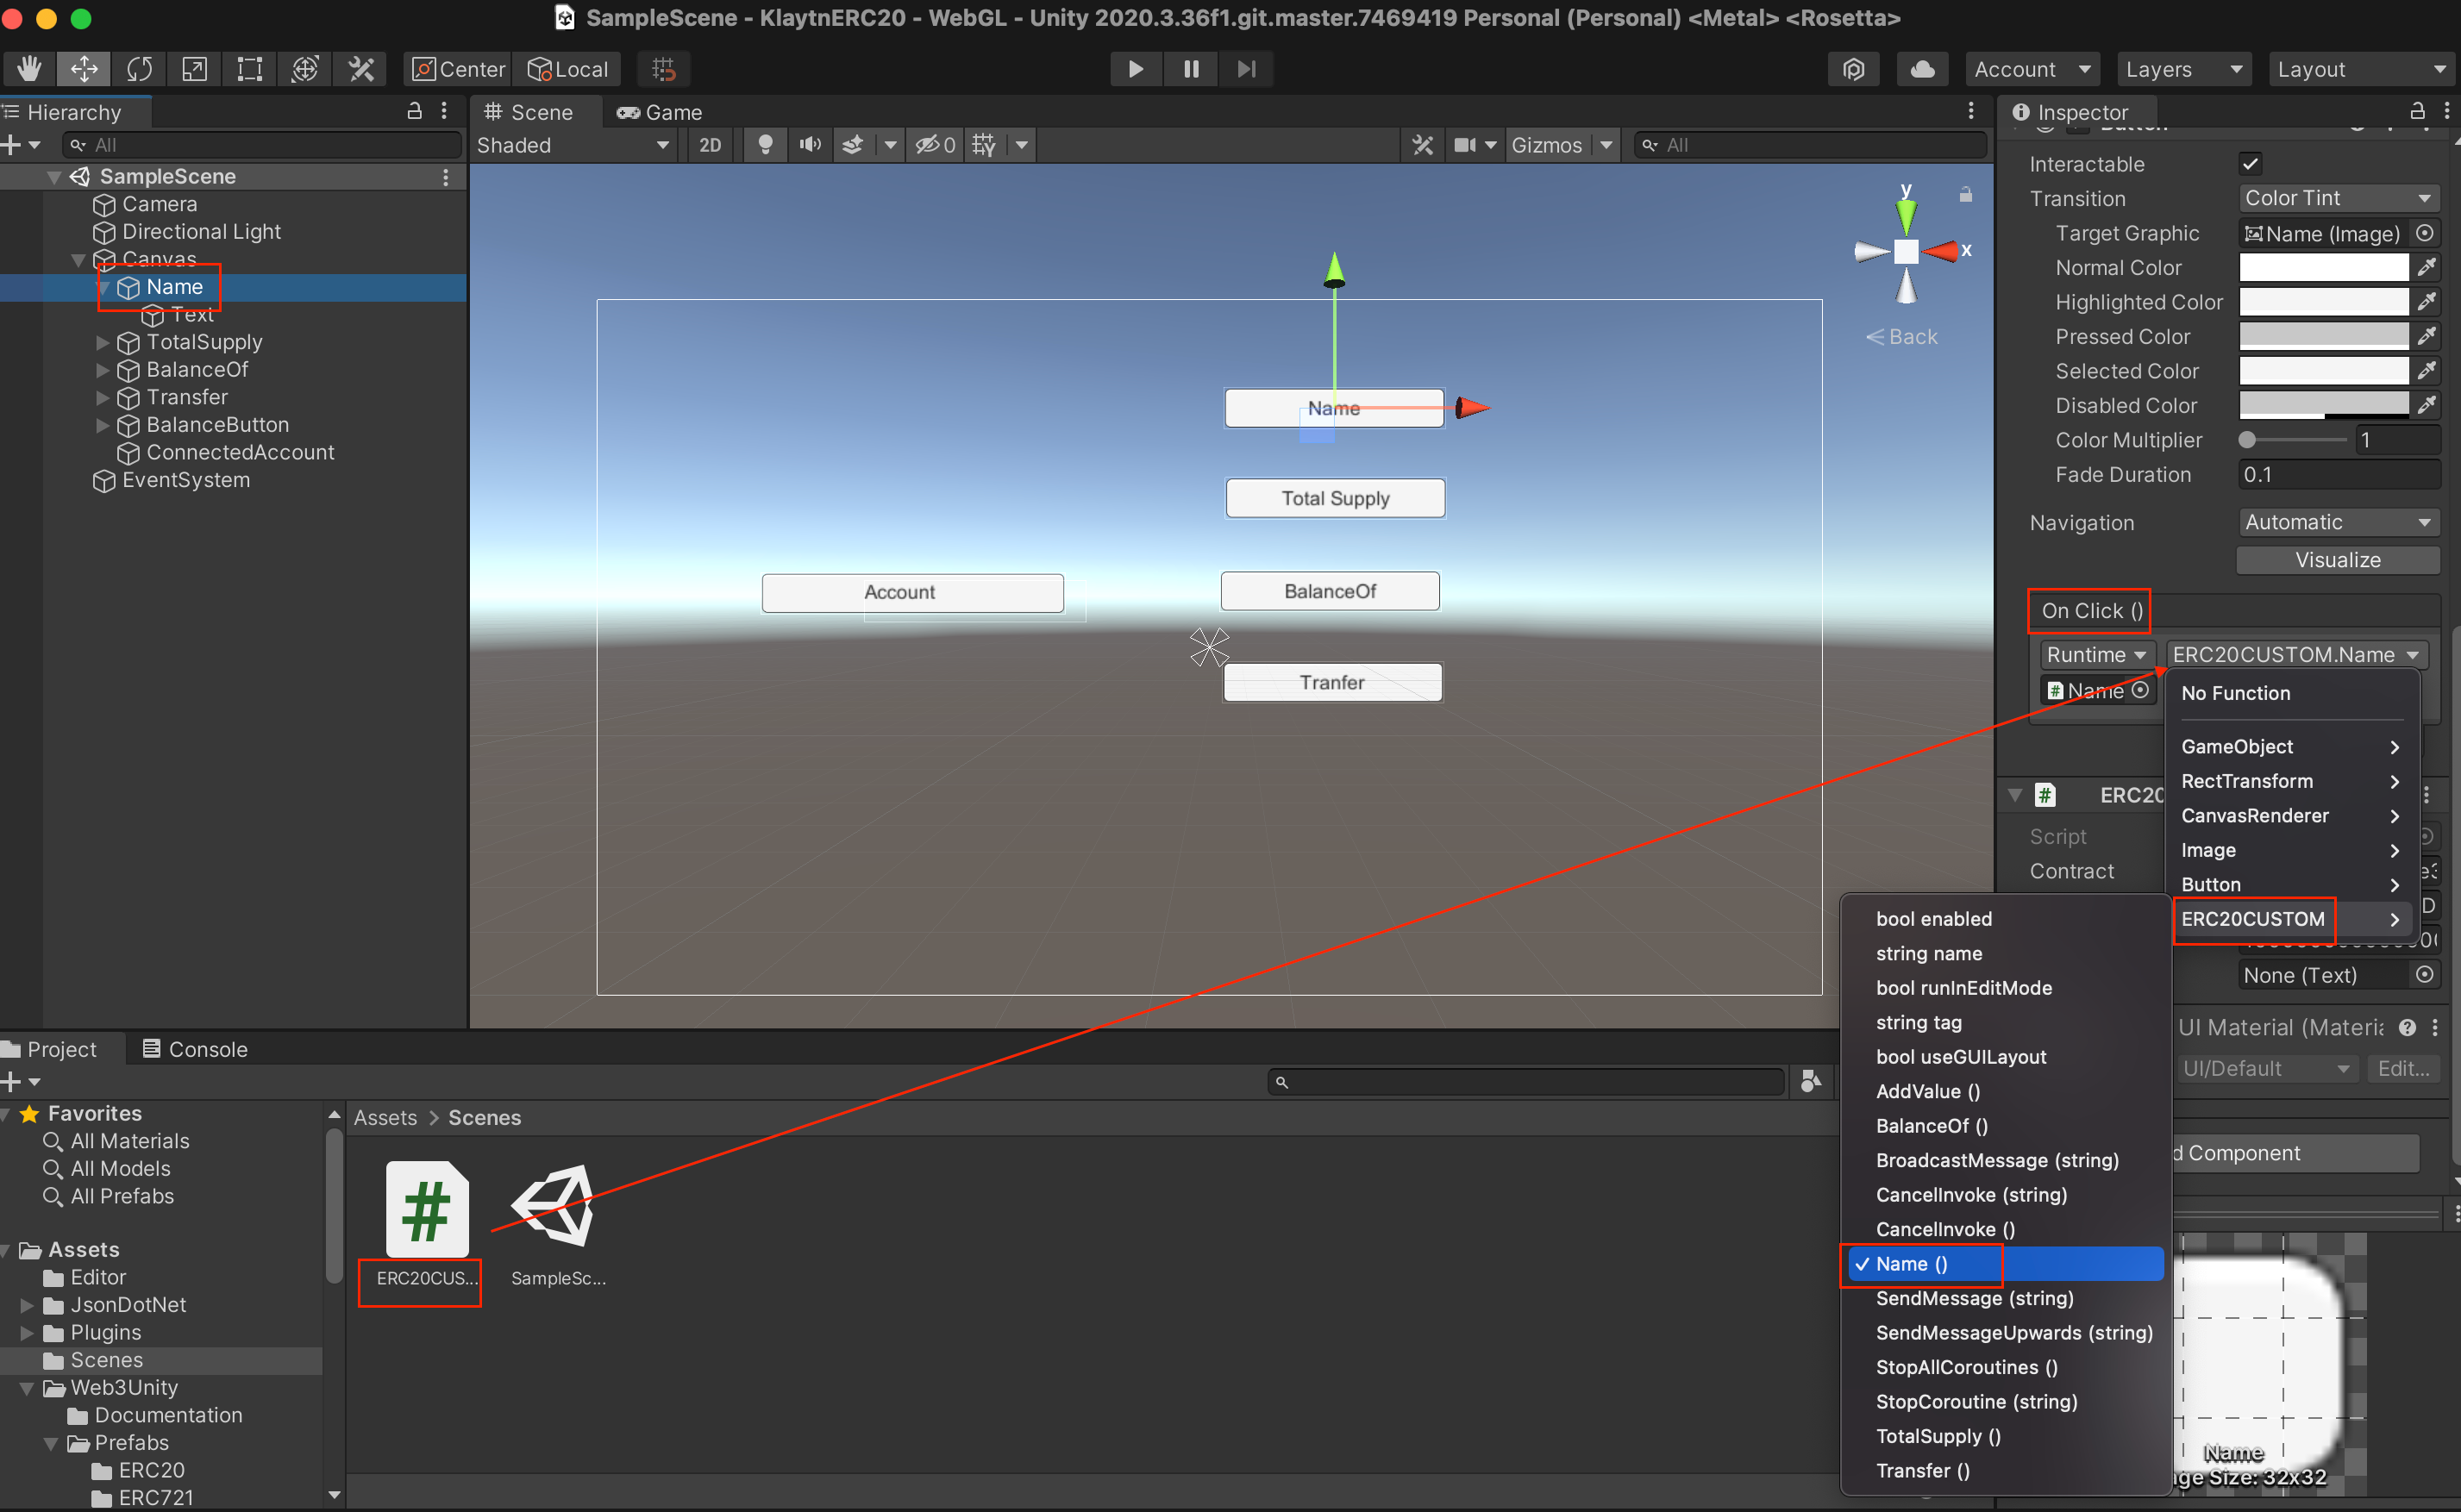 SampleScene - KlaytnERC20 - WebGL - Unity 2020.3.36f1.git.master.7469419 Personal (Personal) <Metal> <Rosetta>
Center
Local
Account
Layers
Layout
Hierarchy
All
SampleScene
Camera
Directional Light
Canvas
Name
Text
TotalSupply
BalanceOf
Transfer
BalanceButton
ConnectedAccount
EventSystem
Scene
Game
Shaded
2D
0
Gizmos
All
y
x
Back
Name
Total Supply
Account
BalanceOf
Tranfer
Inspector
Button
Interactable
Transition
Color Tint
Target Graphic
Name (Image)
Normal Color
Highlighted Color
Pressed Color
Selected Color
Disabled Color
Color Multiplier
1
Fade Duration
0.1
Navigation
Automatic
Visualize
On Click ()
Runtime
ERC20CUSTOM.Name
Name
No Function
GameObject
RectTransform
CanvasRenderer
Image
Button
ERC20CUSTOM
ERC20
Script
Contract
D
None (Text)
UI Material (Materia
UI/Default
Edit...
d Component
bool enabled
string name
bool runInEditMode
string tag
bool useGUILayout
AddValue ()
BalanceOf ()
BroadcastMessage (string)
CancelInvoke (string)
CancelInvoke ()
Name ()
SendMessage (string)
SendMessageUpwards (string)
StopAllCoroutines ()
StopCoroutine (string)
TotalSupply ()
Transfer ()
Name
ge Size: 32x32
Project
Console
Favorites
All Materials
All Models
All Prefabs
Assets
Editor
JsonDotNet
Plugins
Scenes
Web3Unity
Documentation
Prefabs
ERC20
ERC721
Assets > Scenes
ERC20CUS...
SampleSc...